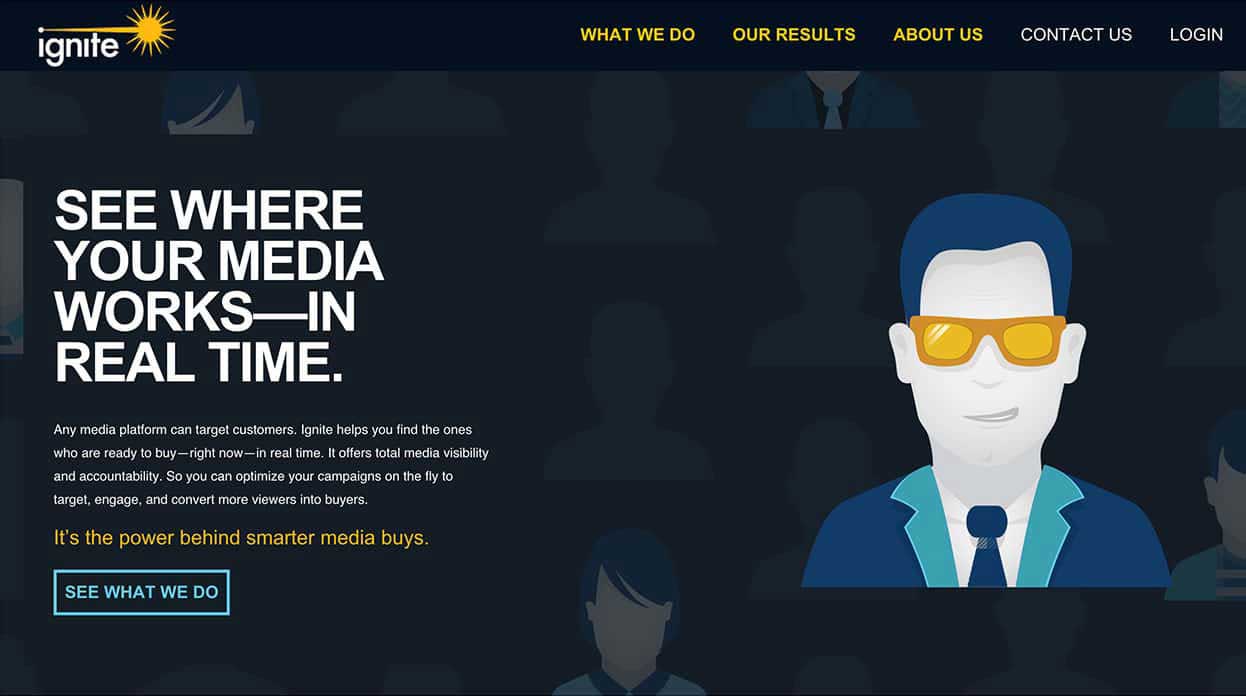 ignite
WHAT WE DO
OUR RESULTS
ABOUT US
CONTACT US
LOGIN
SEE WHERE
YOUR MEDIA
WORKS—IN
REAL TIME.
Any media platform can target customers. Ignite helps you find the ones
who are ready to buy—right now—in real time. It offers total media visibility
and accountability. So you can optimize your campaigns on the fly to
target, engage, and convert more viewers into buyers.
It's the power behind smarter media buys.
SEE WHAT WE DO